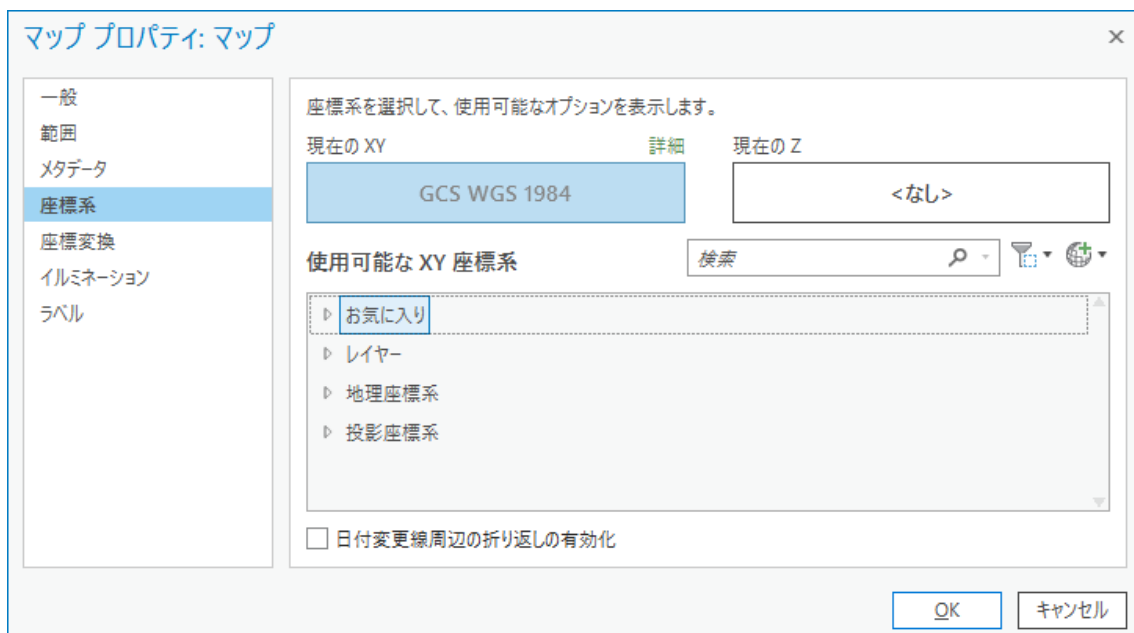 マップ プロパティ: マップ
一般
範囲
メタデータ
座標系
座標変換
イルミネーション
ラベル
座標系を選択して、使用可能なオプションを表示します。
現在の XY 詳細 現在の Z
GCS WGS 1984 <なし>
使用可能な XY 座標系 検索
お気に入り
レイヤー
地理座標系
投影座標系
日付変更線周辺の折り返しの有効化
OK キャンセル